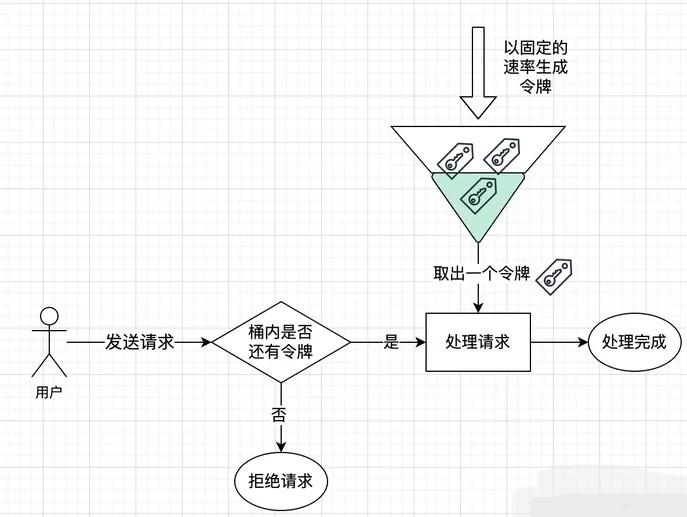 以固定的
速率生成
令牌
取出一个令牌
用户
发送请求
桶内是否
还有令牌
是
处理请求
处理完成
否
拒绝请求